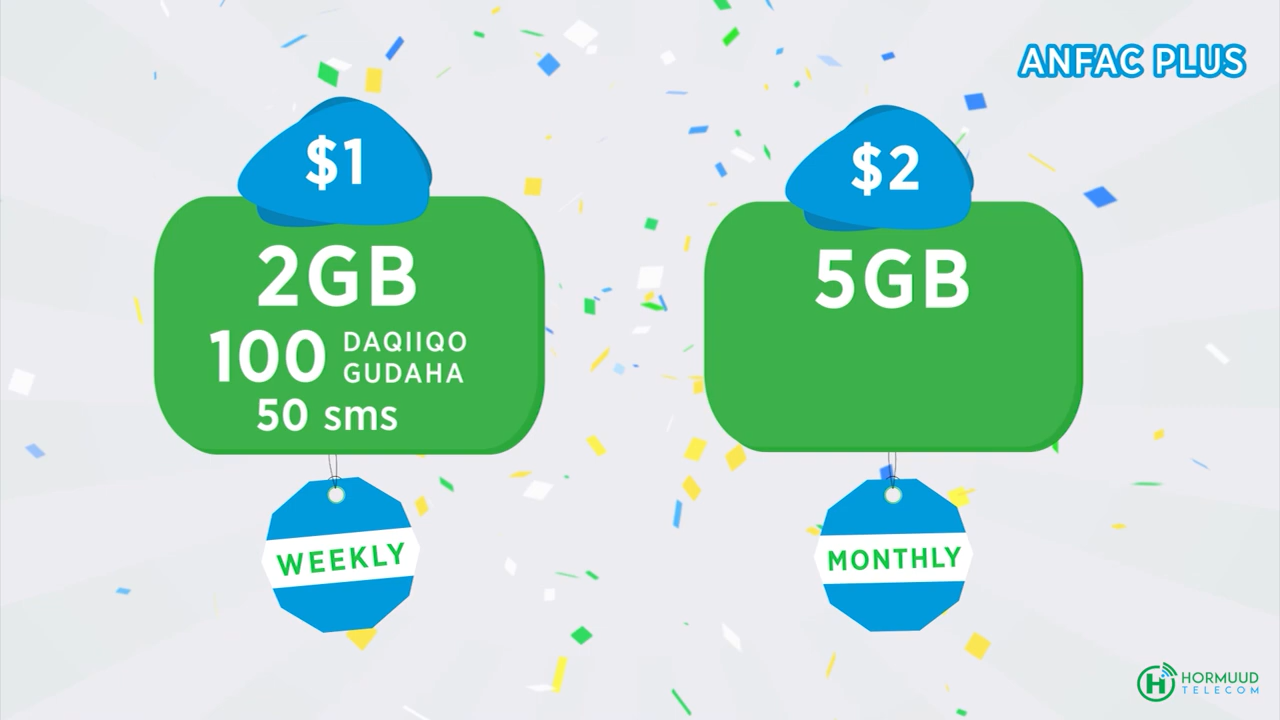 ANFAC PLUS
$1
2GB
100 DAQIIQO
GUDAHA
50 sms
WEEKLY
$2
5GB
MONTHLY
HORMUUD
TELECOM